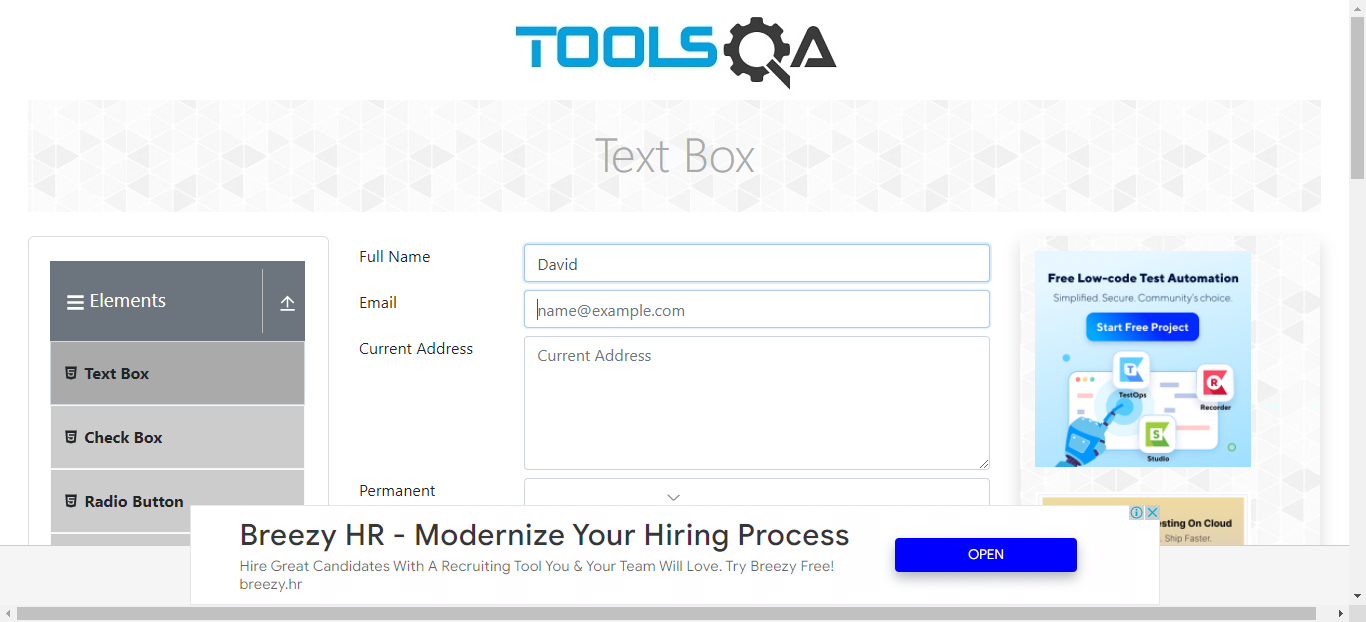 TOOLSQA
Text Box
Elements
Text Box
Check Box
Radio Button
Full Name
David
Email
name@example.com
Current Address
Current Address
Permanent
Free Low-code Test Automation
Simplified. Secure. Community's choice.
Start Free Project
TestOps
Recorder
Studio
sting On Cloud
Ship Faster.
Breezy HR - Modernize Your Hiring Process
Hire Great Candidates With A Recruiting Tool You & Your Team Will Love. Try Breezy Free!
breezy.hr
OPEN